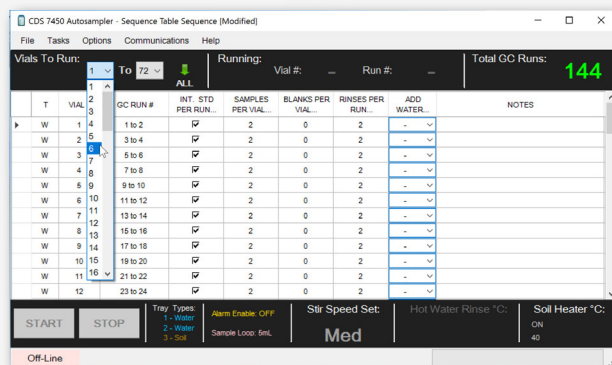 CDS 7450 Autosampler - Sequence Table Sequence (Modified)
File Tasks Options Communications Help
Vials To Run: Running: Total GC Runs:
1 To 72 ALL Vial #: - Run #: - 144
T VIAL GC RUN # INT. STD PER RUN... SAMPLES PER VIAL... BLANKS PER VIAL... RINSES PER RUN... ADD WATER... NOTES
W 1 1 to 2 2 0 2 -
W 2 3 to 4 2 0 2 -
W 3 5 to 6 2 0 2 -
W 4 7 to 8 2 0 2 -
W 5 9 to 10 2 0 2 -
W 6 11 to 12 2 0 2 -
W 7 13 to 14 2 0 2 -
W 8 15 to 16 2 0 2 -
W 9 17 to 18 2 0 2 -
W 10 19 to 20 2 0 2 -
W 11 21 to 22 2 0 2 -
W 12 23 to 24 2 0 2 -
1
2
3
4
5
6
7
8
9
10
11
12
13
14
15
16
START STOP
Tray Types:
1 - Water
2 - Water
3 - Soil
Alarm Enable: OFF
Sample Loop: 5mL
Stir Speed Set:
Med
Hot Water Rinse °C:
Soil Heater °C:
ON
40
Off-Line